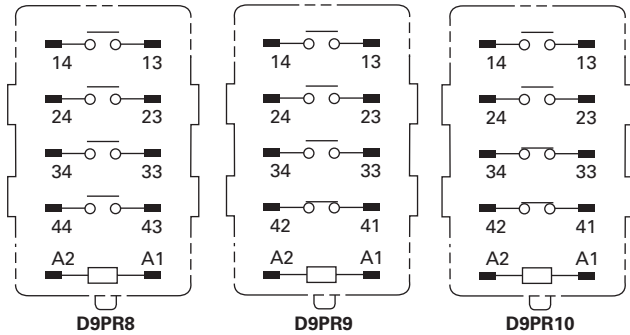 14 13 14 13 14 13
24 23 24 23 24 23
34 33 34 33 34 33
44 43 42 41 42 41
A2 A1 A2 A1 A2 A1
D9PR8 D9PR9 D9PR10